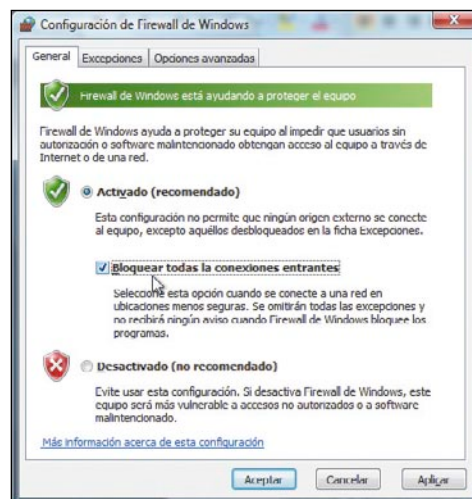 Configuración de Firewall de Windows
General Excepciones Opciones avanzadas
Firewall de Windows está ayudando a proteger el equipo
Firewall de Windows ayuda a proteger su equipo al impedir que usuarios sin
autorización o software malintencionado obtengan acceso al equipo a través de
Internet o de una red.
Activado (recomendado)
Esta configuración no permite que ningún origen externo se conecte
al equipo, excepto aquéllos desbloqueados en la ficha Excepciones.
Bloquear todas la conexiones entrantes
Seleccione esta opción cuando se conecte a una red en
ubicaciones menos seguras. Se omitirán todas las excepciones y
no recibirá ningún aviso cuando Firewall de Windows bloquee los
programas.
Desactivado (no recomendado)
Evite usar esta configuración. Si desactiva Firewall de Windows, este
equipo será más vulnerable a accesos no autorizados o a software
malintencionado.
Más información acerca de esta configuración
Aceptar Cancelar Aplicar